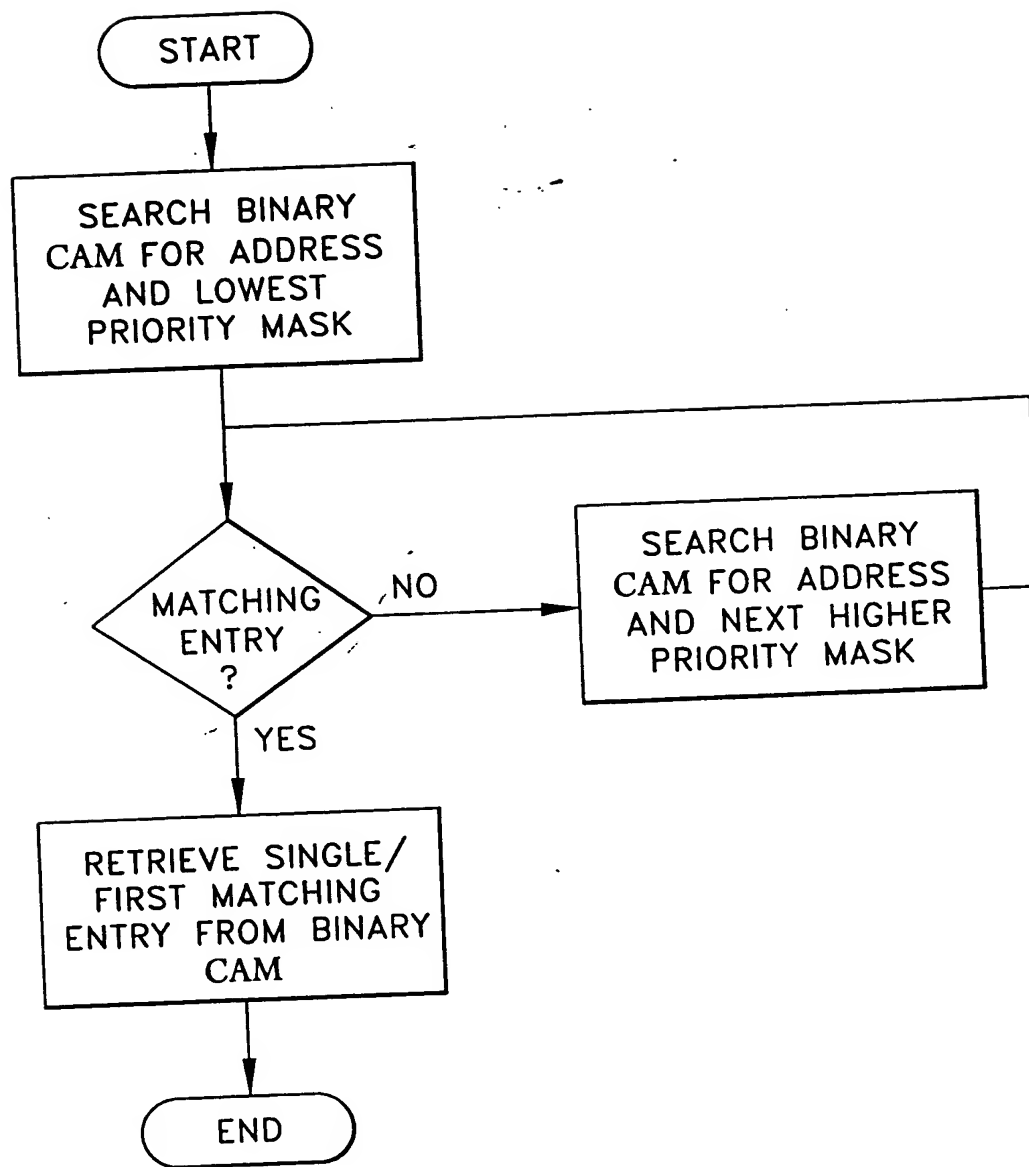 START
SEARCH BINARY
CAM FOR ADDRESS
AND LOWEST
PRIORITY MASK
MATCHING
ENTRY
?
NO
SEARCH BINARY
CAM FOR ADDRESS
AND NEXT HIGHER
PRIORITY MASK
YES
RETRIEVE SINGLE/
FIRST MATCHING
ENTRY FROM BINARY
CAM
END